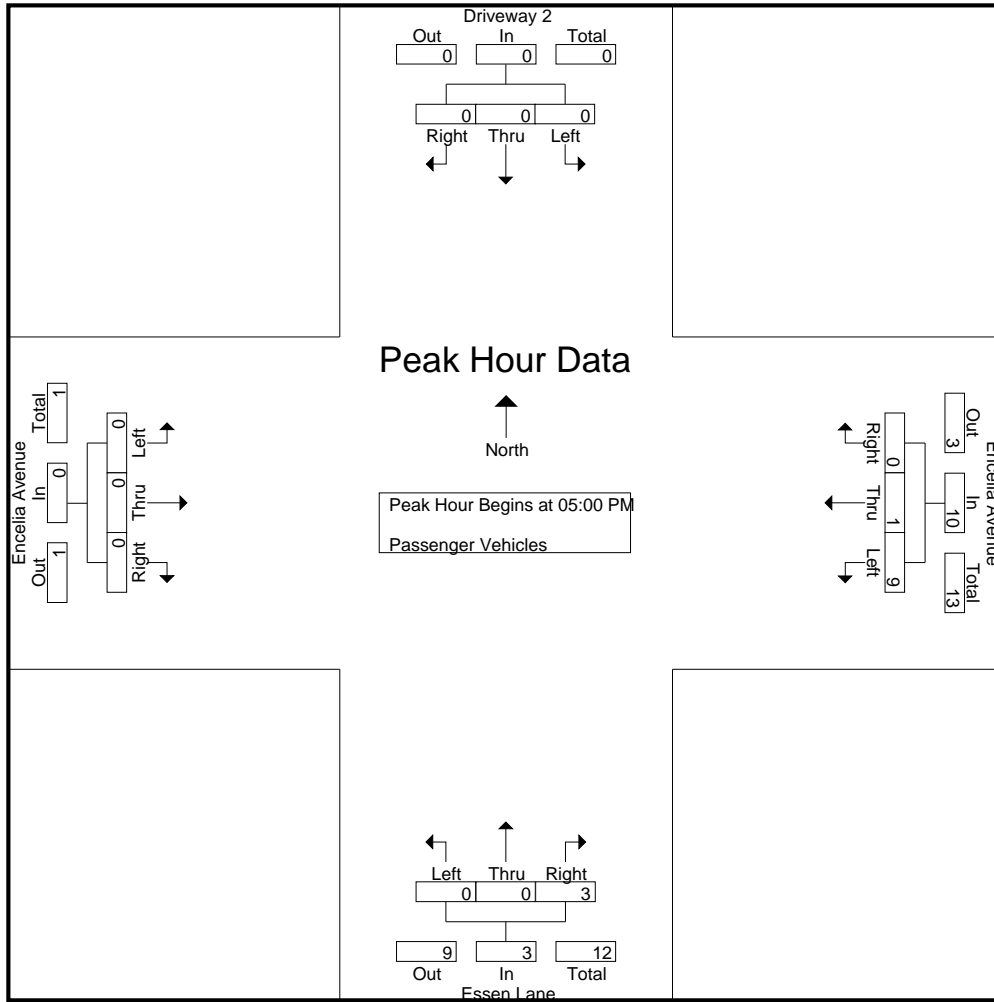 Driveway 2
Out In Total
0 0 0
0 0 0
Right Thru Left
Peak Hour Data
North
Peak Hour Begins at 05:00 PM
Passenger Vehicles
Encelia Avenue
Total In Out
1 0 1
0 0 0
Left Thru Right
Right Thru Left
0 1 9
Out In Total
3 10 13
Encelia Avenue
Left Thru Right
0 0 3
9 3 12
Out In Total
Essen Lane